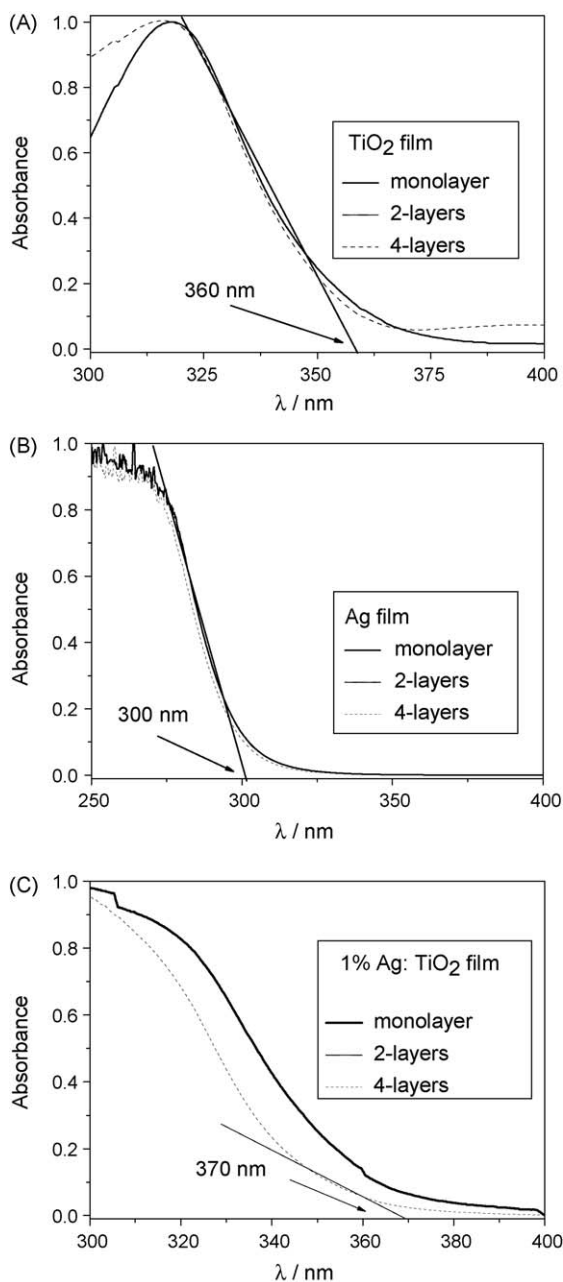 (A)
1.0
0.8
0.6
0.4
0.2
0.0
Absorbance
TiO2 film
monolayer
2-layers
4-layers
360 nm
300 325 350 375 400
λ / nm
(B)
1.0
0.8
0.6
0.4
0.2
0.0
Absorbance
Ag film
monolayer
2-layers
4-layers
300 nm
250 275 300 325 350 400
λ / nm
(C)
1.0
0.8
0.6
0.4
0.2
0.0
Absorbance
1% Ag: TiO2 film
monolayer
2-layers
4-layers
370 nm
300 320 340 360 380 400
λ / nm